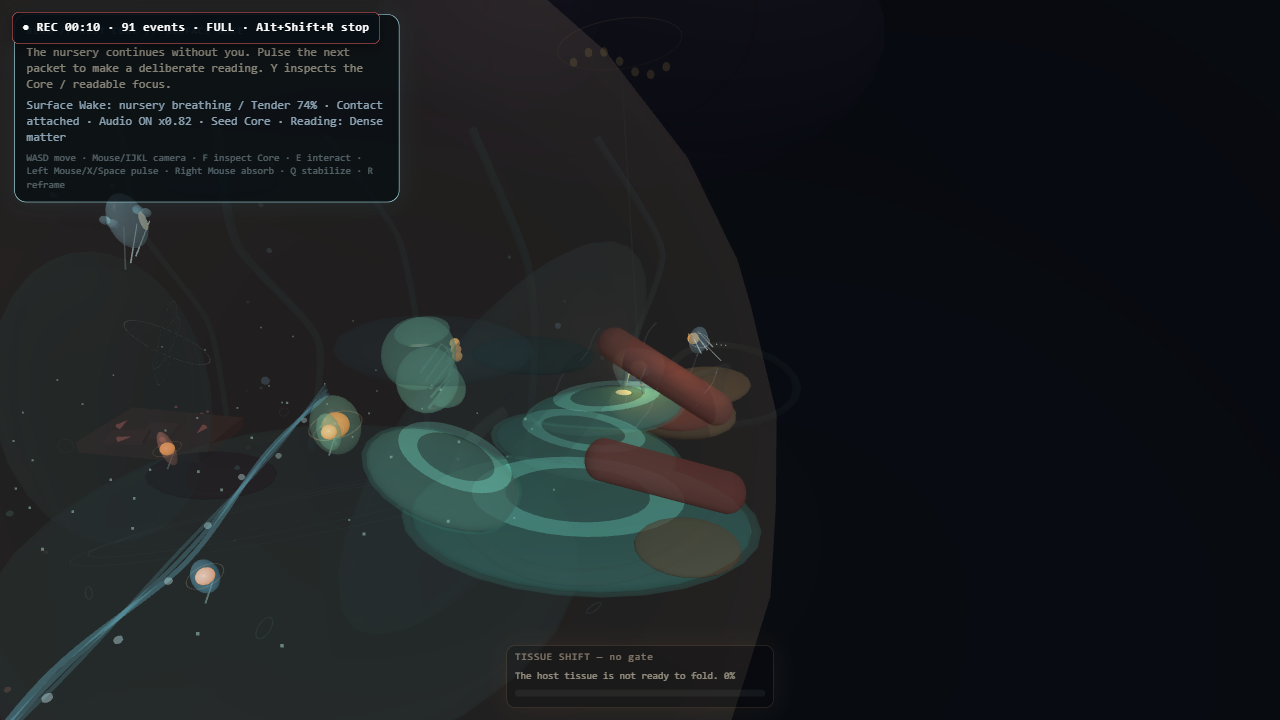 ● REC 00:10 · 91 events · FULL · Alt+Shift+R stop
The nursery continues without you. Pulse the next
packet to make a deliberate reading. Y inspects the
Core / readable focus.
Surface Wake: nursery breathing / Tender 74% · Contact
attached · Audio ON x0.82 · Seed Core · Reading: Dense
matter
WASD move · Mouse/IJKL camera · F inspect Core · E interact ·
Left Mouse/X/Space pulse · Right Mouse absorb · Q stabilize · R
reframe
TISSUE SHIFT — no gate
The host tissue is not ready to fold. 0%